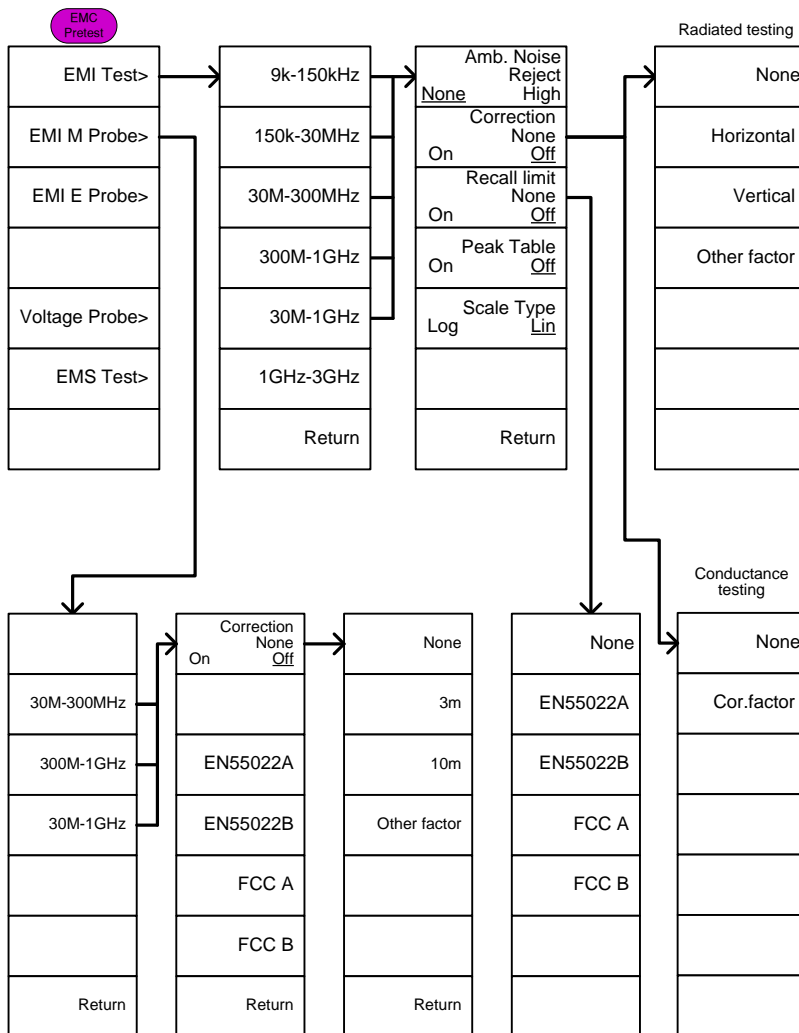 EMC
Pretest
EMI Test>
EMI M Probe>
EMI E Probe>
Voltage Probe>
EMS Test>
9k-150kHz
150k-30MHz
30M-300MHz
300M-1GHz
30M-1GHz
1GHz-3GHz
Return
Amb. Noise
Reject
None High
Correction
None
On Off
Recall limit
None
On Off
Peak Table
On Off
Scale Type
Log Lin
Return
Radiated testing
None
Horizontal
Vertical
Other factor
30M-300MHz
300M-1GHz
30M-1GHz
Return
Correction
None
On Off
EN55022A
EN55022B
FCC A
FCC B
Return
None
3m
10m
Other factor
Return
None
EN55022A
EN55022B
FCC A
FCC B
Conductance
testing
None
Cor.factor